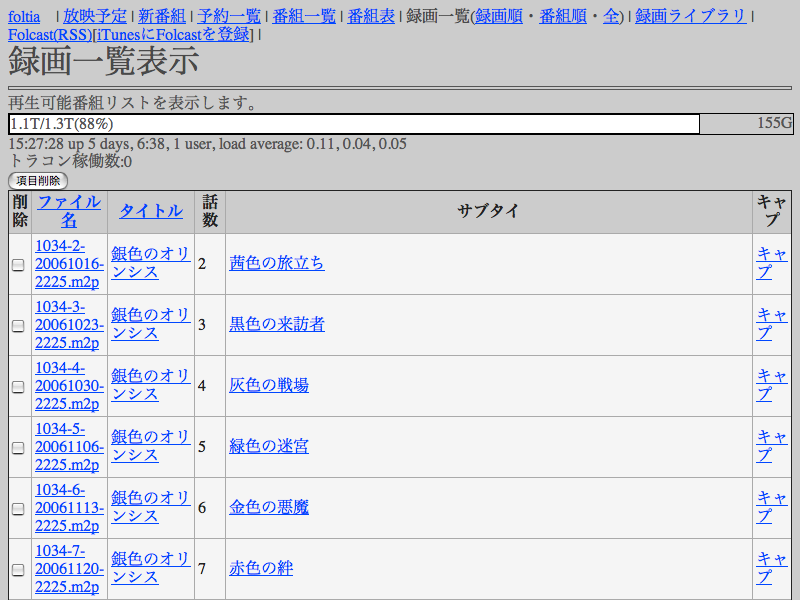 foltia | 放映予定 | 新番組 | 予約一覧 | 番組一覧 | 番組表 | 録画一覧(録画順・番組順・全) | 録画ライブラリ |
Folcast(RSS)[iTunesにFolcastを登録] |
録画一覧表示
再生可能番組リストを表示します。
1.1T/1.3T(88%) 155G
15:27:28 up 5 days, 6:38, 1 user, load average: 0.11, 0.04, 0.05
トラコン稼働数:0
項目削除
削除 ファイル名 タイトル 話数 サブタイ キャプ
1034-2-20061016-2225.m2p 銀色のオリンシス 2 茜色の旅立ち キャプ
1034-3-20061023-2225.m2p 銀色のオリンシス 3 黒色の来訪者 キャプ
1034-4-20061030-2225.m2p 銀色のオリンシス 4 灰色の戦場 キャプ
1034-5-20061106-2225.m2p 銀色のオリンシス 5 緑色の迷宮 キャプ
1034-6-20061113-2225.m2p 銀色のオリンシス 6 金色の悪魔 キャプ
1034-7-20061120-2225.m2p 銀色のオリンシス 7 赤色の絆 キャプ